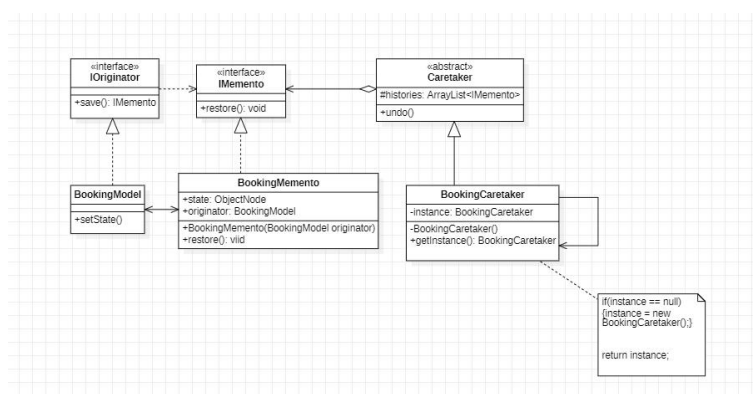 «interface»
IOriginator
+save(): IMemento
«interface»
IMemento
+restore(): void
«abstract»
Caretaker
#histories: ArrayList<IMemento>
+undo()
BookingModel
+setState()
BookingMemento
+state: ObjectNode
+originator: BookingModel
+BookingMemento(BookingModel originator)
+restore(): viid
BookingCaretaker
-instance: BookingCaretaker
-BookingCaretaker()
+getInstance(): BookingCaretaker
if(instance == null)
{instance = new
BookingCaretaker();}
return instance;